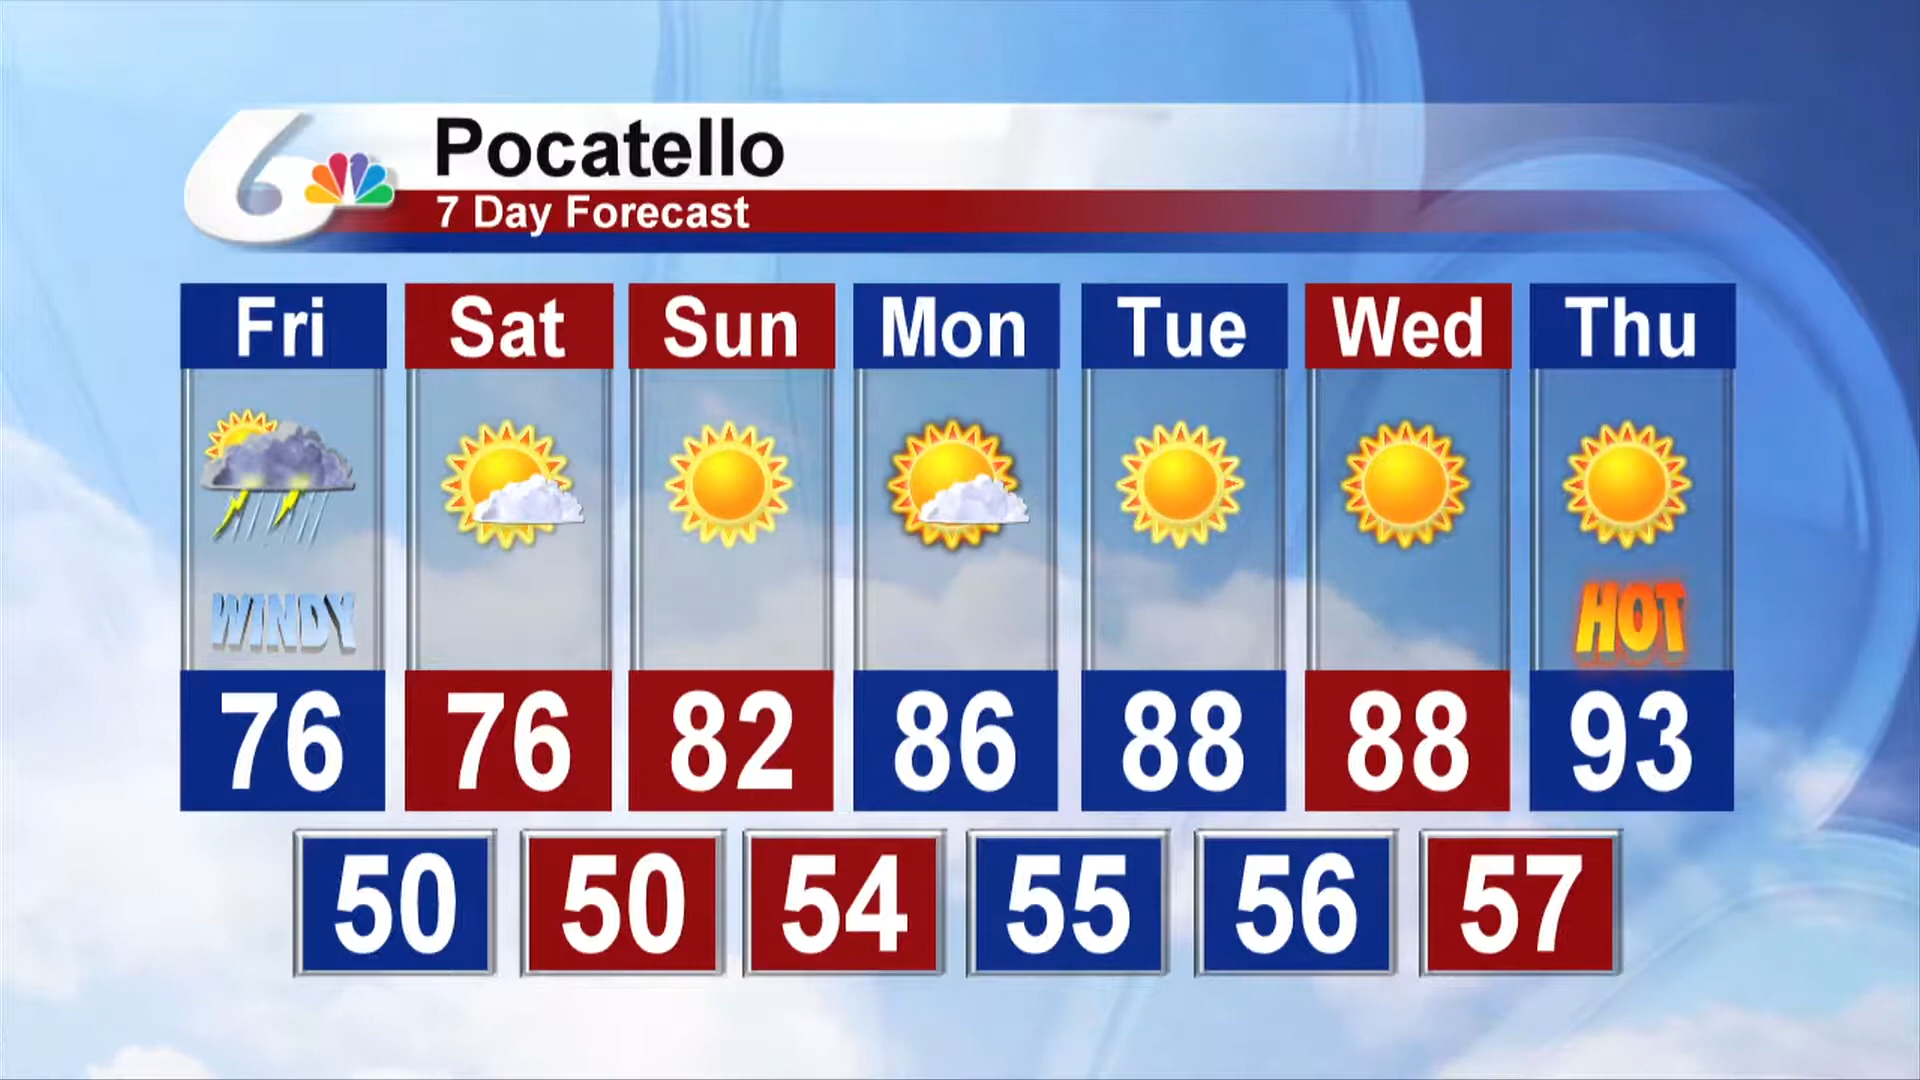 6
Pocatello
7 Day Forecast
Fri Sat Sun Mon Tue Wed Thu
WINDY HOT
76 76 82 86 88 88 93
50 50 54 55 56 57